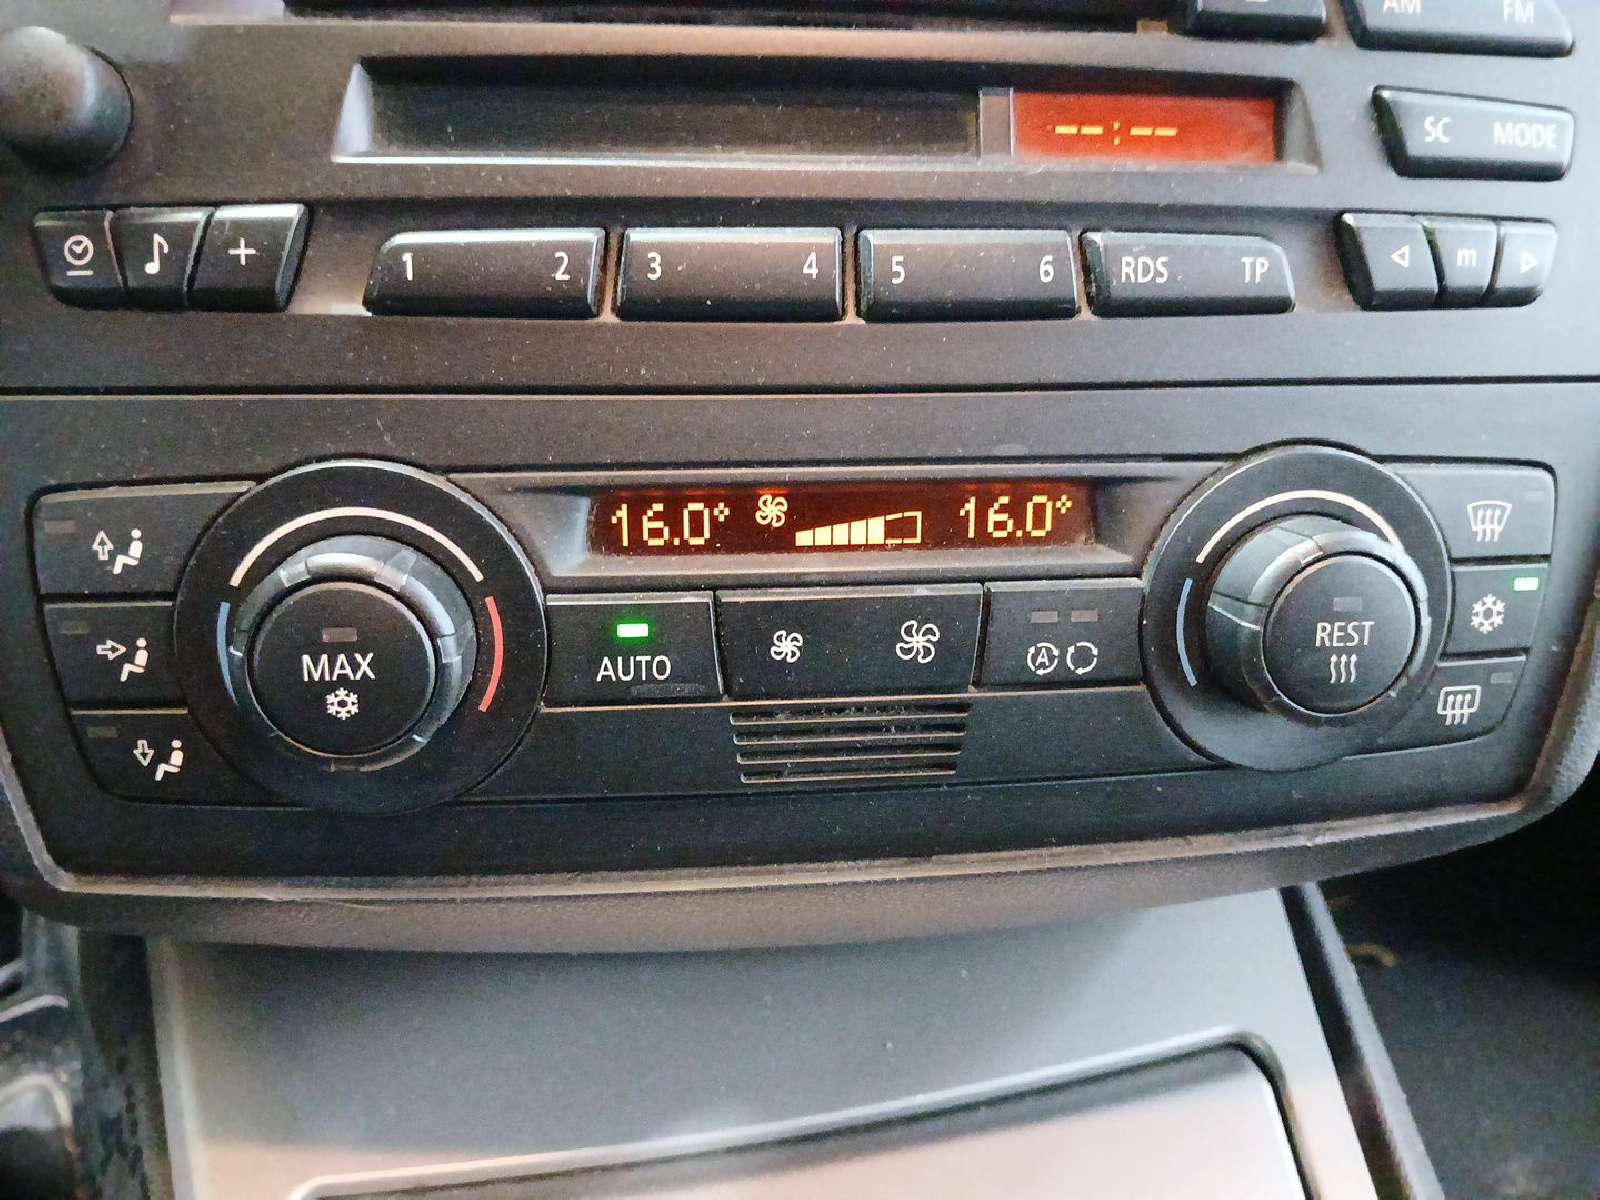 AM FM
--:--
SC MODE
1 2 3 4 5 6 RDS TP m
16.0° 16.0°
MAX
AUTO
A
REST